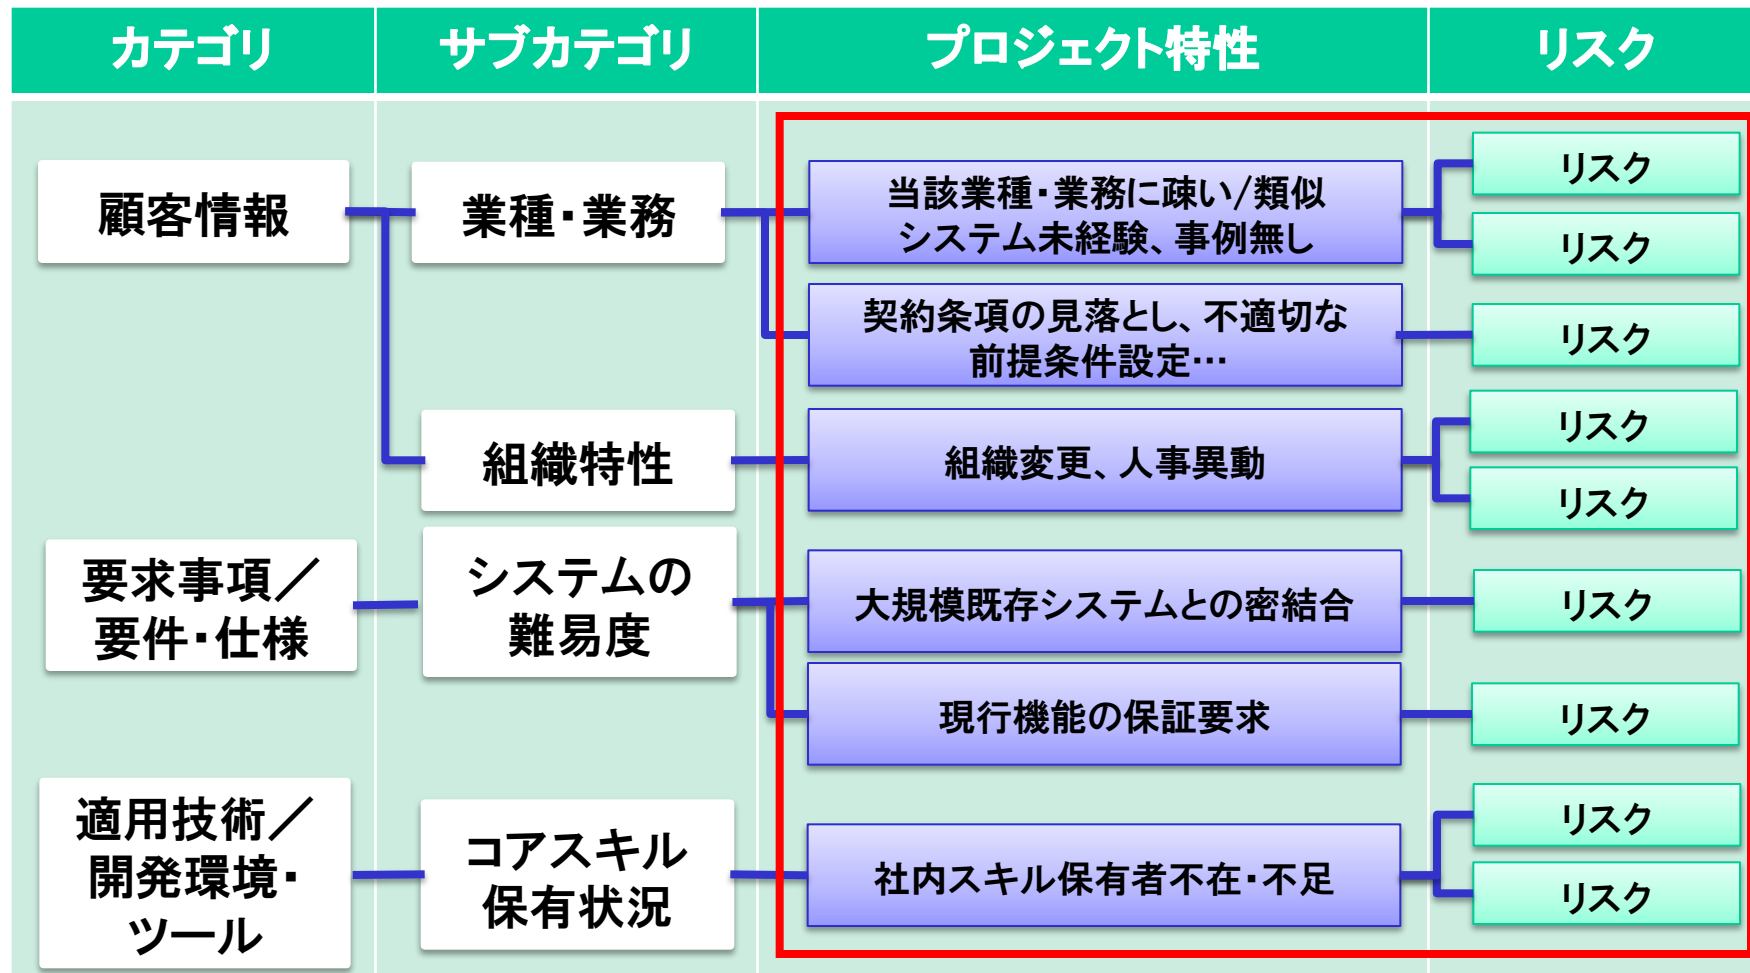 カテゴリ
サブカテゴリ
プロジェクト特性
リスク
顧客情報
業種・業務
当該業種・業務に疎い/類似
システム未経験、事例無し
リスク
リスク
契約条項の見落とし、不適切な
前提条件設定…
リスク
組織特性
組織変更、人事異動
リスク
リスク
要求事項／
要件・仕様
システムの
難易度
大規模既存システムとの密結合
リスク
現行機能の保証要求
リスク
適用技術／
開発環境・
ツール
コアスキル
保有状況
社内スキル保有者不在・不足
リスク
リスク